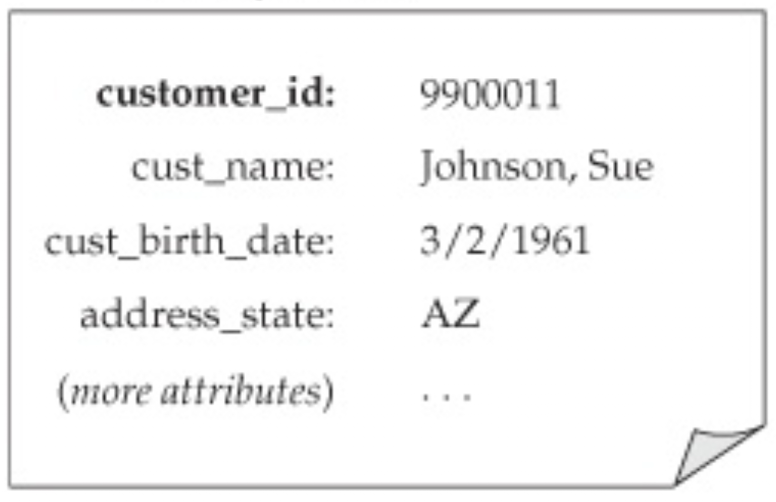 customer_id: 9900011
cust_name: Johnson, Sue
cust_birth_date: 3/2/1961
address_state: AZ
(more attributes) . . .